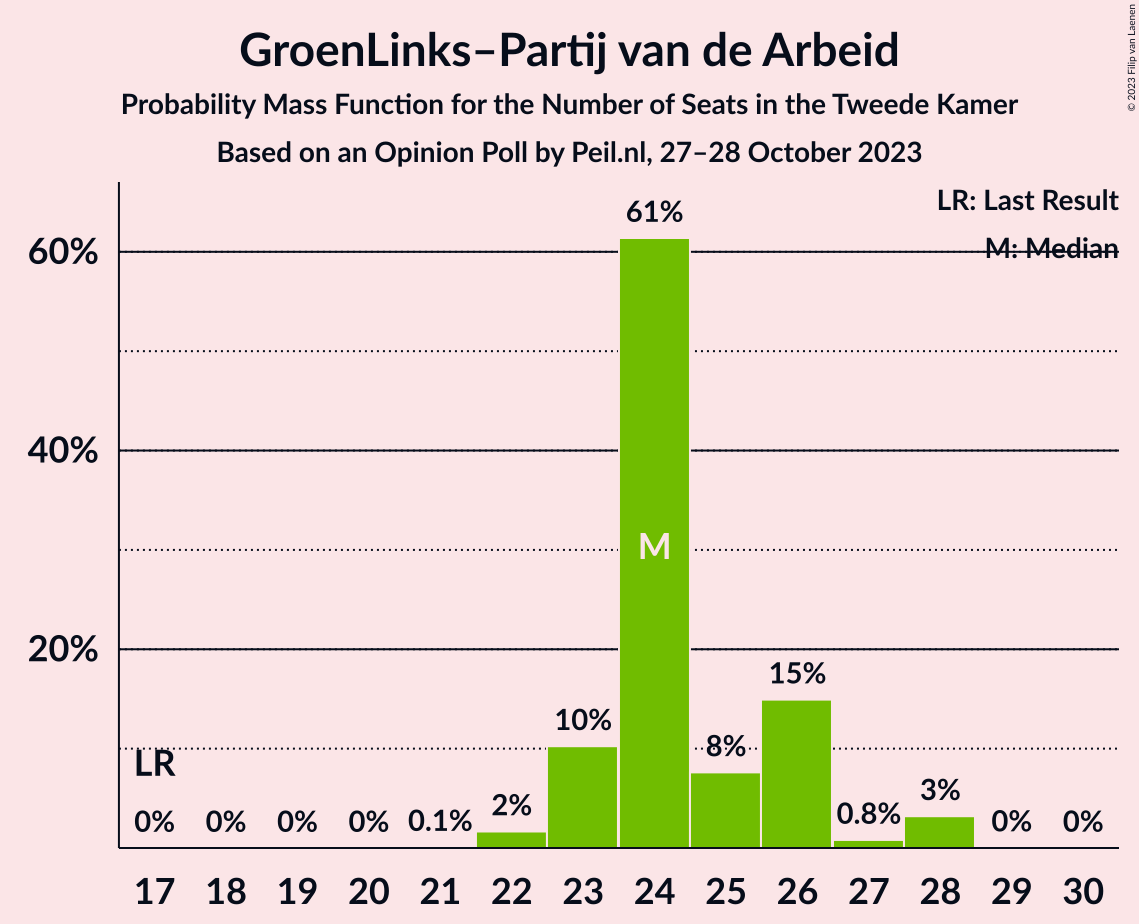 GroenLinks–Partij van de Arbeid
Probability Mass Function for the Number of Seats in the Tweede Kamer
Based on an Opinion Poll by Peil.nl, 27–28 October 2023
© 2023 Filip van Laenen
LR: Last Result
M: Median
61%
60%
40%
M
20%
15%
10%
8%
LR
3%
2%
0% 0% 0% 0% 0.1% 0.8% 0% 0%
17 18 19 20 21 22 23 24 25 26 27 28 29 30